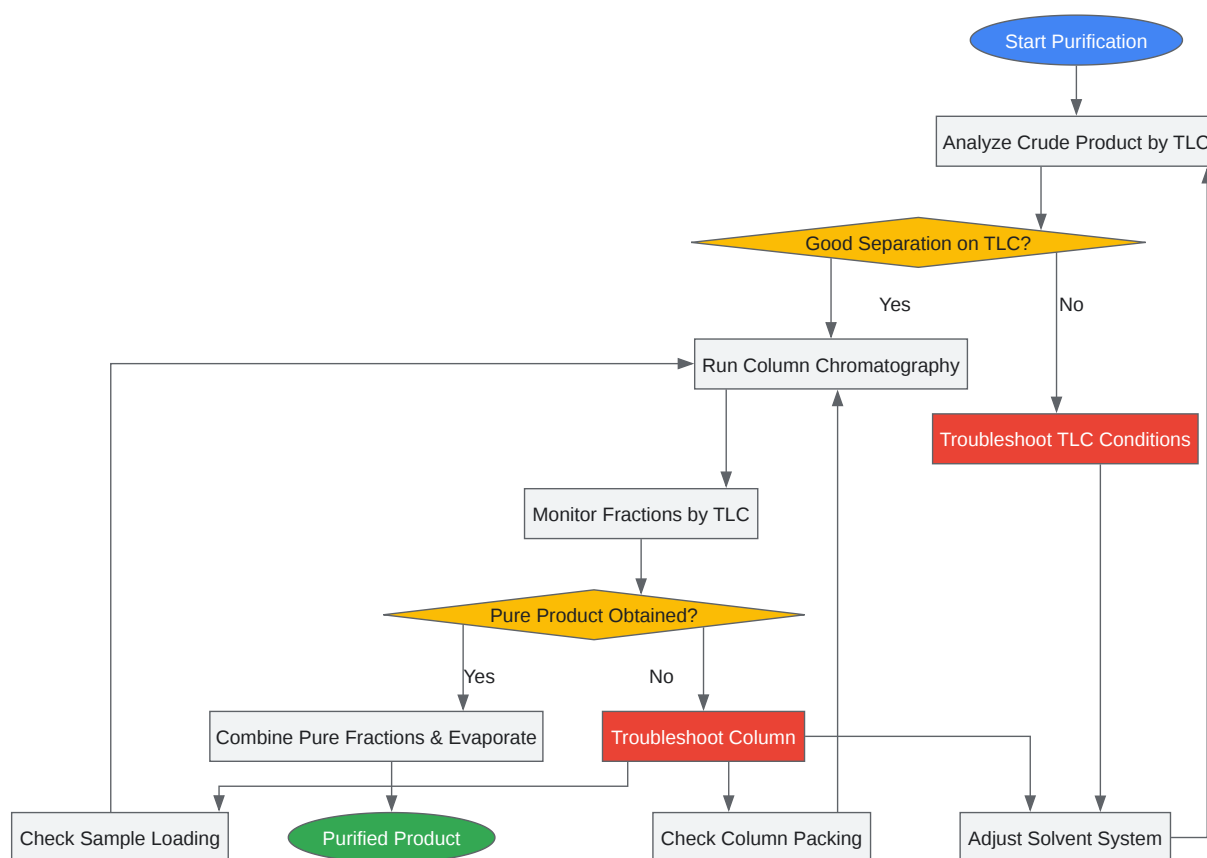 Start Purification
Analyze Crude Product by TLC
Good Separation on TLC?
Yes
No
Run Column Chromatography
Troubleshoot TLC Conditions
Monitor Fractions by TLC
Pure Product Obtained?
Yes
No
Combine Pure Fractions & Evaporate
Troubleshoot Column
Check Sample Loading
Purified Product
Check Column Packing
Adjust Solvent System